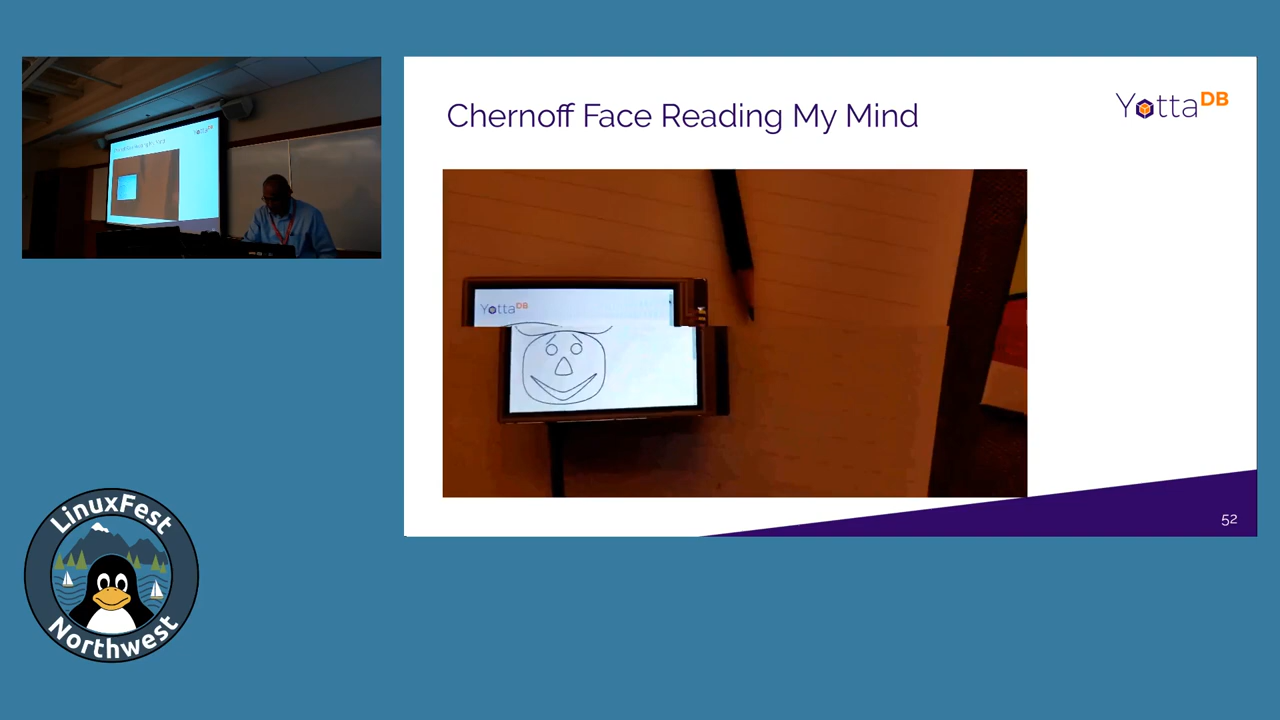 Chernoff Face Reading My Mind
YottaDB
YottaDB
52
LinuxFest
Northwest